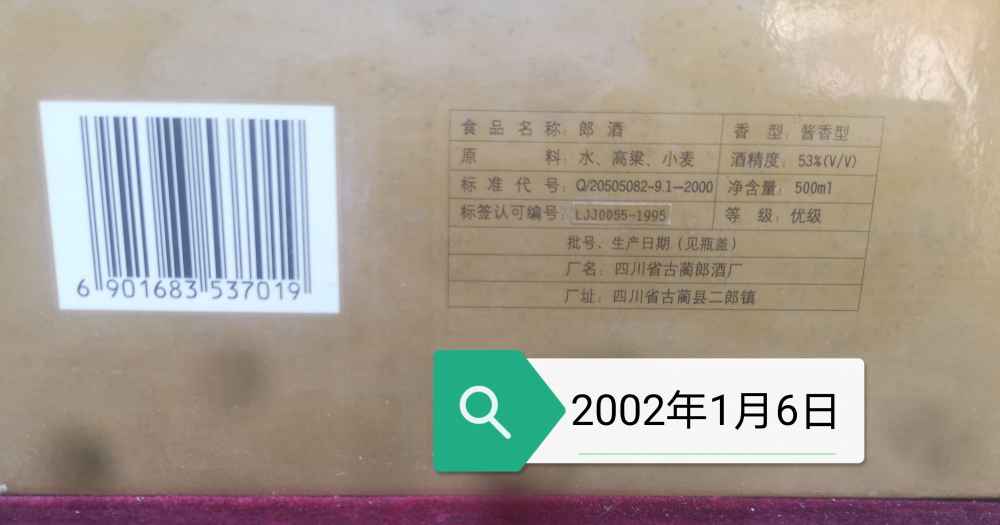 食品名称：郎酒
香型：酱香型
原料：水、高粱、小麦
酒精度：53%(V/V)
标准代号：Q/20505082-9.1-2000
净含量：500ml
标签认可编号：LJJ0055-1995
等级：优级
批号、生产日期（见瓶盖）
厂名：四川省古蔺郎酒厂
厂址：四川省古蔺县二郎镇
6 901683 537019
2002年1月6日